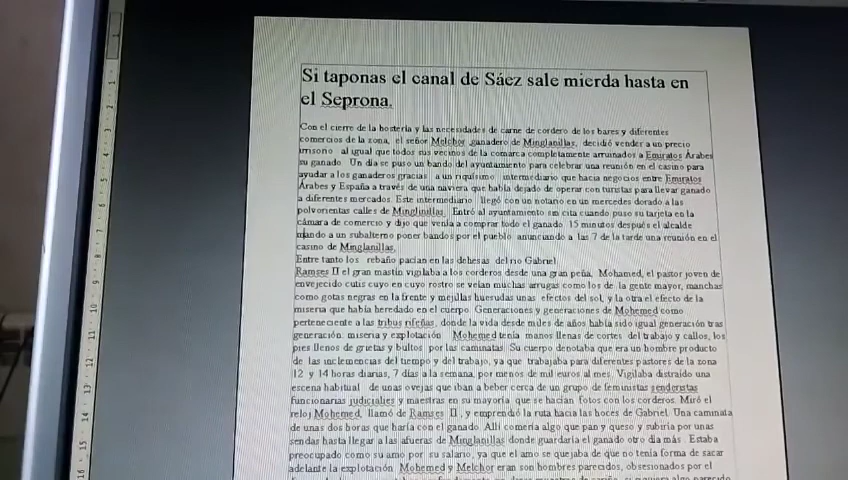 Si taponas el canal de Sáez sale mierda hasta en
el Seprona.
Con el cierre de la hostería y las necesidades de carne de cordero de los bares y diferentes
comercios de la zona, el señor Melchor ,ganadero de Minglanillas, decidió vender a un precio
irrisorio al igual que todos sus vecinos de la comarca completamente arruinados a Emiratos Árabes
su ganado. Un día se puso un bando del ayuntamiento para celebrar una reunión en el casino para
ayudar a los ganaderos gracias a un riquísimo intermediario que hacía negocios entre Emiratos
Árabes y España a través de una naviera que había dejado de operar con turistas para llevar ganado
a diferentes mercados. Este intermediario llegó con un notario en un mercedes dorado a las
polvorientas calles de Minglinillas. Entró al ayuntamiento sin cita cuando puso su tarjeta en la
cámara de comercio y dijo que venía a comprar todo el ganado. 15 minutos después el alcalde
mando a un subalterno poner bandos por el pueblo anunciando a las 7 de la tarde una reunión en el
casino de Minglanillas.
Entre tanto los rebaño pacían en las dehesas del rio Gabriel.
Ramses II el gran mastín vigilaba a los corderos desde una gran peña, Mohamed, el pastor joven de
envejecido cutis cuyo en cuyo rostro se veían muchas arrugas como los de la gente mayor, manchas
como gotas negras en la frente y mejillas huerudas unas efectos del sol, y la otra el efecto de la
miseria que había heredado en el cuerpo. Generaciones y generaciones de Mohemed como
perteneciente a las tribus rifeñas, donde la vida desde miles de años había sido igual generación tras
generación: miseria y explotación. Mohemed tenía manos llenas de cortes del trabajo y callos, los
pies llenos de grietas y bultos por las caminatas. Su cuerpo denotaba que era un hombre producto
de las inclemencias del tiempo y del trabajo, ya que trabajaba para diferentes pastores de la zona
12 y 14 horas diarias, 7 días a la semana, por menos de mil euros al mes. Vigilaba distraído una
escena habitual de unas ovejas que iban a beber cerca de un grupo de feministas senderistas
funcionarias judiciales y maestras en su mayoría que se hacían fotos con los corderos. Miró el
reloj Mohemed, llamó de Ramses II , y emprendió la ruta hacia las hoces de Gabriel. Una caminata
de unas dos horas que haría con el ganado. Allí comería algo que pan y queso y subiría por unas
sendas hasta llegar a las afueras de Minglanillas donde guardaría el ganado otro día más. Estaba
preocupado como su amo por su salario, ya que el amo se quejaba de que no tenía forma de sacar
adelante la explotación. Mohemed y Melchor eran son hombres parecidos, obsesionados por el